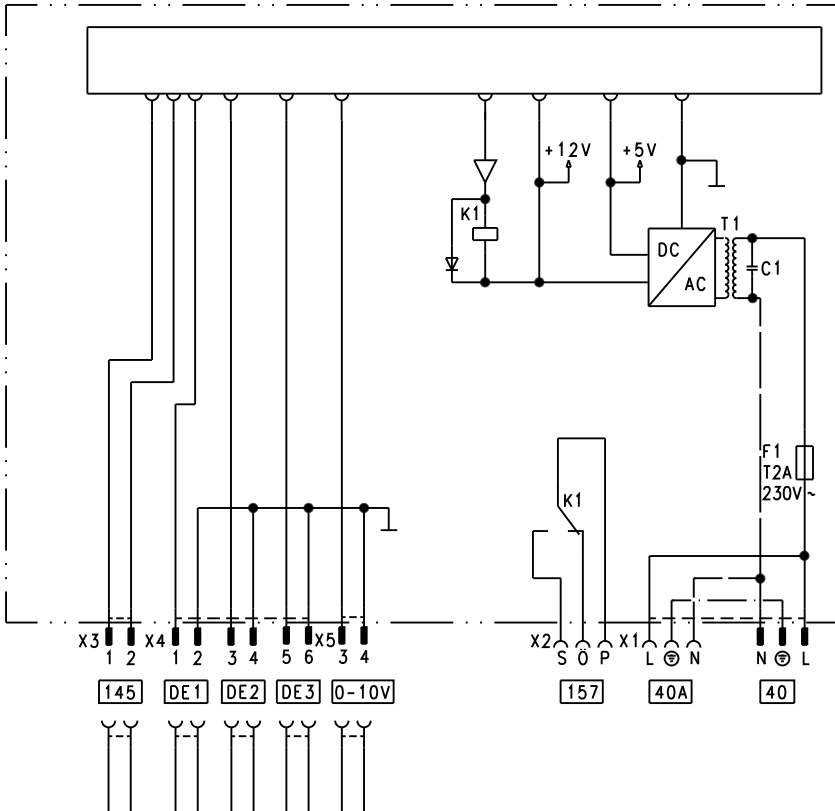 +12V +5V
K1
T1
DC
AC
C1
F1
T2A
230V~
K1
X3 X4 X5 X2 X1
1 2 1 2 3 4 5 6 3 4 S Ö P L N N L
145 DE1 DE2 DE3 0-10V 157 40A 40